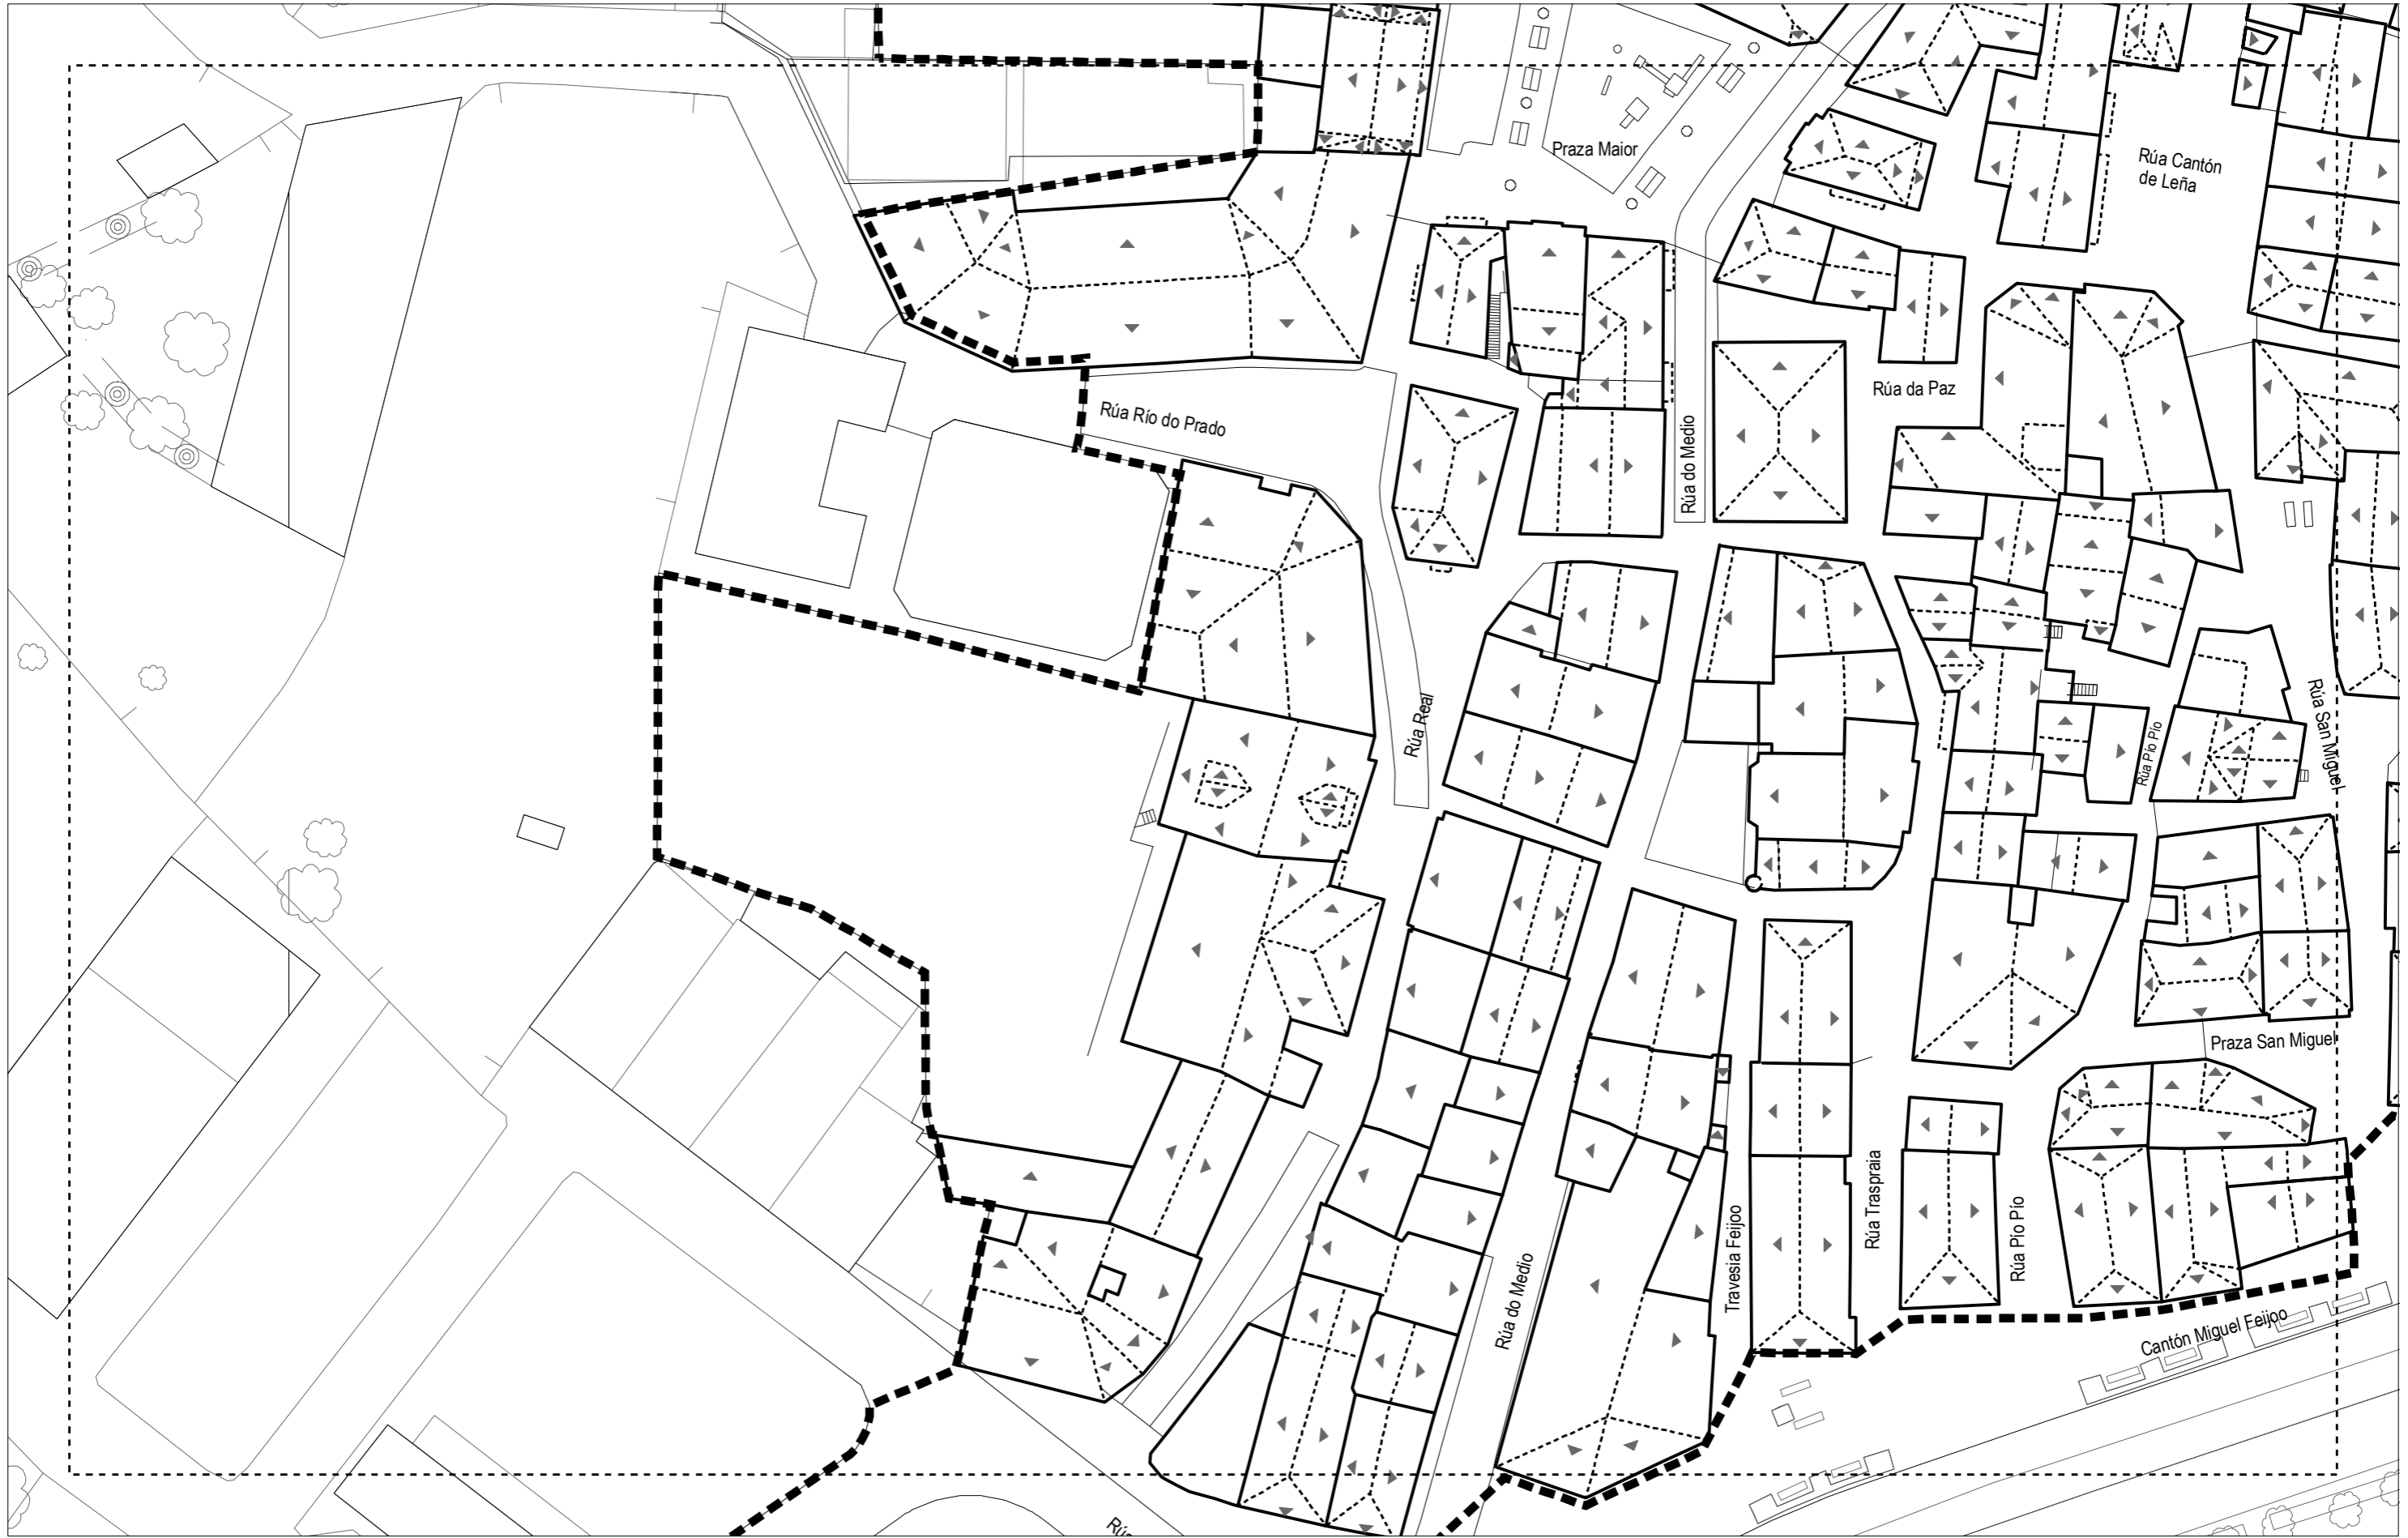 Praza Maior
Rúa Cantón
de Leña
Rúa da Paz
Rúa Río do Prado
Rúa do Medio
Rúa Real
Rúa San Miguel
Rúa Pío Pío
Praza San Miguel
Rúa Traspraia
Rúa Pío Pío
Travesia Feijoo
Rúa do Medio
Cantón Miguel Feijoo